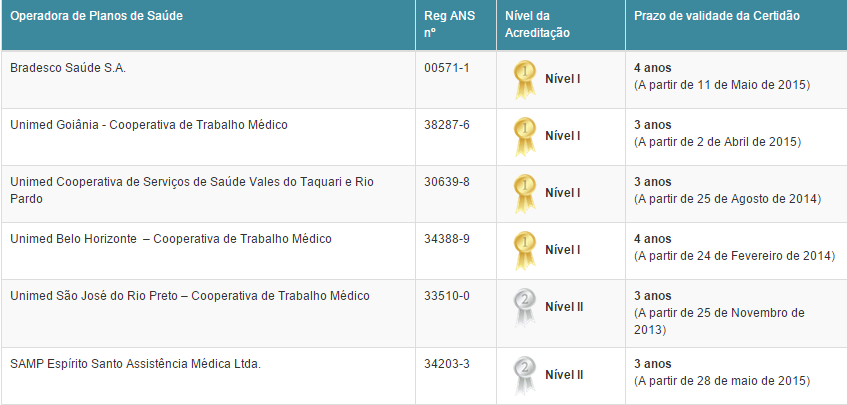 Operadora de Planos de Saúde
Reg ANS
nº
Nível da
Acreditação
Prazo de validade da Certidão
Bradesco Saúde S.A.
00571-1
1
Nível I
4 anos
(A partir de 11 de Maio de 2015)
Unimed Goiânia - Cooperativa de Trabalho Médico
38287-6
1
Nível I
3 anos
(A partir de 2 de Abril de 2015)
Unimed Cooperativa de Serviços de Saúde Vales do Taquari e Rio
Pardo
30639-8
1
Nível I
3 anos
(A partir de 25 de Agosto de 2014)
Unimed Belo Horizonte – Cooperativa de Trabalho Médico
34388-9
1
Nível I
4 anos
(A partir de 24 de Fevereiro de 2014)
Unimed São José do Rio Preto – Cooperativa de Trabalho Médico
33510-0
2
Nível II
3 anos
(A partir de 25 de Novembro de
2013)
SAMP Espírito Santo Assistência Médica Ltda.
34203-3
2
Nível II
3 anos
(A partir de 28 de maio de 2015)